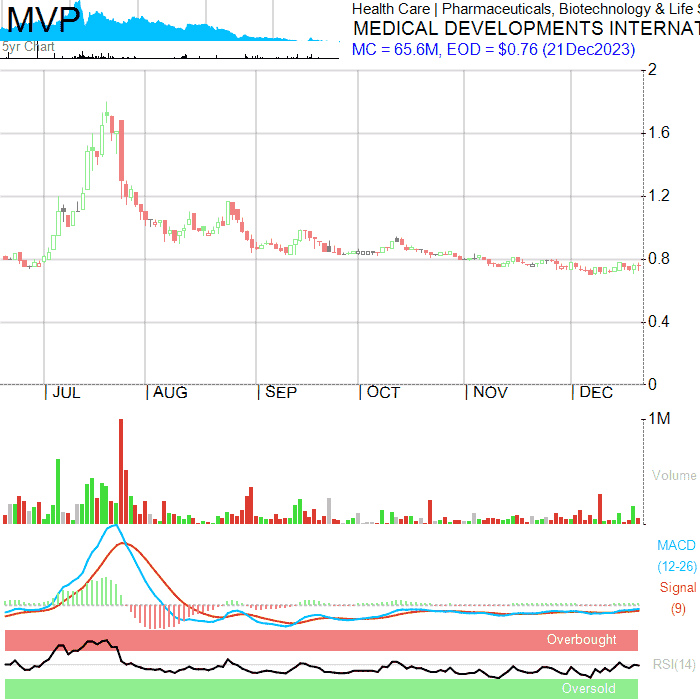 MVP
5yr Chart
Health Care | Pharmaceuticals, Biotechnology & Life S
MEDICAL DEVELOPMENTS INTERNAT
MC = 65.6M, EOD = $0.76 (21Dec2023)
2
1.6
1.2
0.8
0.4
0
| JUL | AUG | SEP | OCT | NOV | DEC
1M
Volume
MACD
(12-26)
Signal
(9)
Overbought
RSI(14)
Oversold